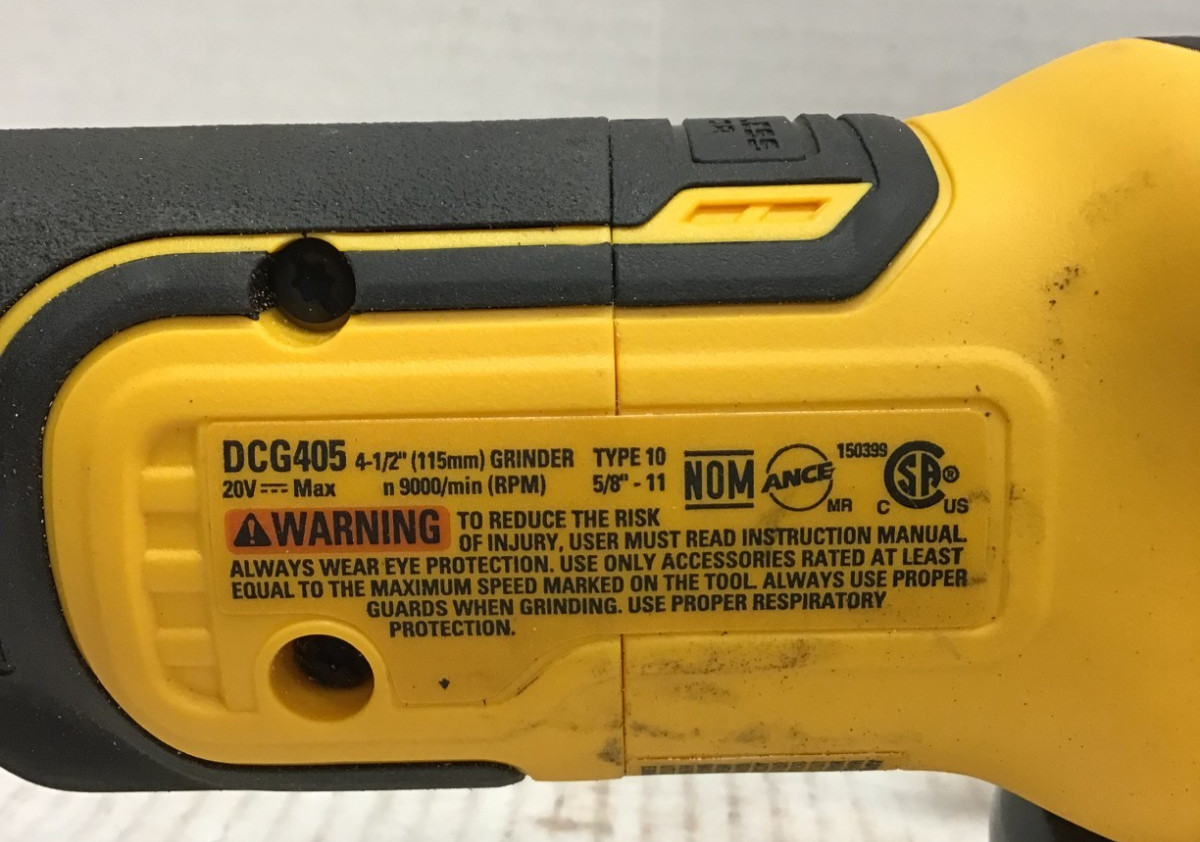 DCG405 4-1/2" (115mm) GRINDER TYPE 10
20V⎓ Max n 9000/min (RPM) 5/8" - 11
NOM ANCE MR 150399 C SA® US
⚠WARNING TO REDUCE THE RISK
OF INJURY, USER MUST READ INSTRUCTION MANUAL.
ALWAYS WEAR EYE PROTECTION. USE ONLY ACCESSORIES RATED AT LEAST
EQUAL TO THE MAXIMUM SPEED MARKED ON THE TOOL. ALWAYS USE PROPER
GUARDS WHEN GRINDING. USE PROPER RESPIRATORY
PROTECTION.